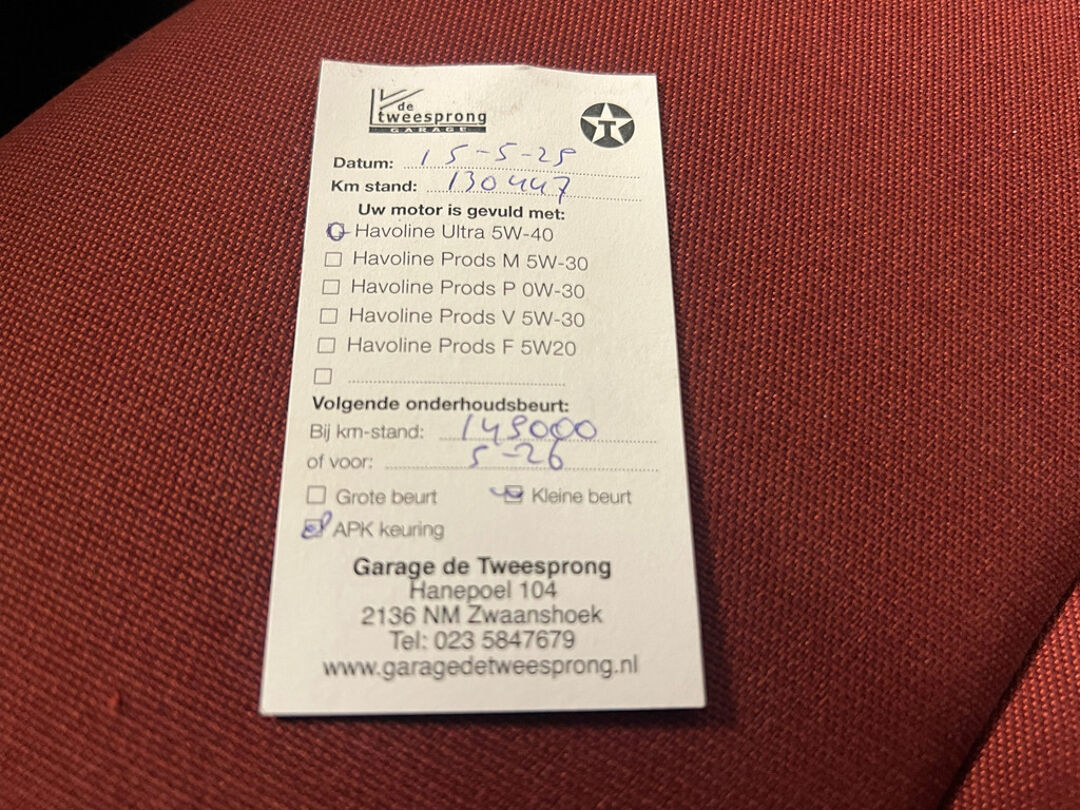 de
tweesprong
GARAGE
T
Datum: 15-5-25
Km stand: 130447
Uw motor is gevuld met:
Havoline Ultra 5W-40
Havoline Prods M 5W-30
Havoline Prods P 0W-30
Havoline Prods V 5W-30
Havoline Prods F 5W20
Volgende onderhoudsbeurt:
Bij km-stand: 145000
of voor: 5-26
Grote beurt Kleine beurt
APK keuring
Garage de Tweesprong
Hanepoel 104
2136 NM Zwaanshoek
Tel: 023 5847679
www.garagedetweesprong.nl